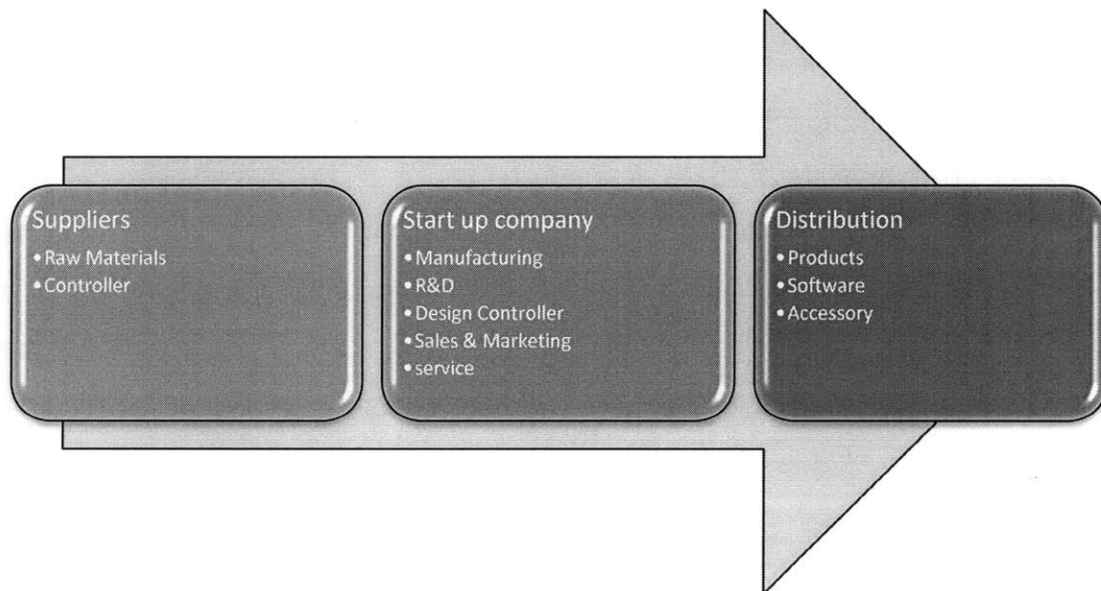 Suppliers
• Raw Materials
• Controller
Start up company
• Manufacturing
• R&D
• Design Controller
• Sales & Marketing
• service
Distribution
• Products
• Software
• Accessory